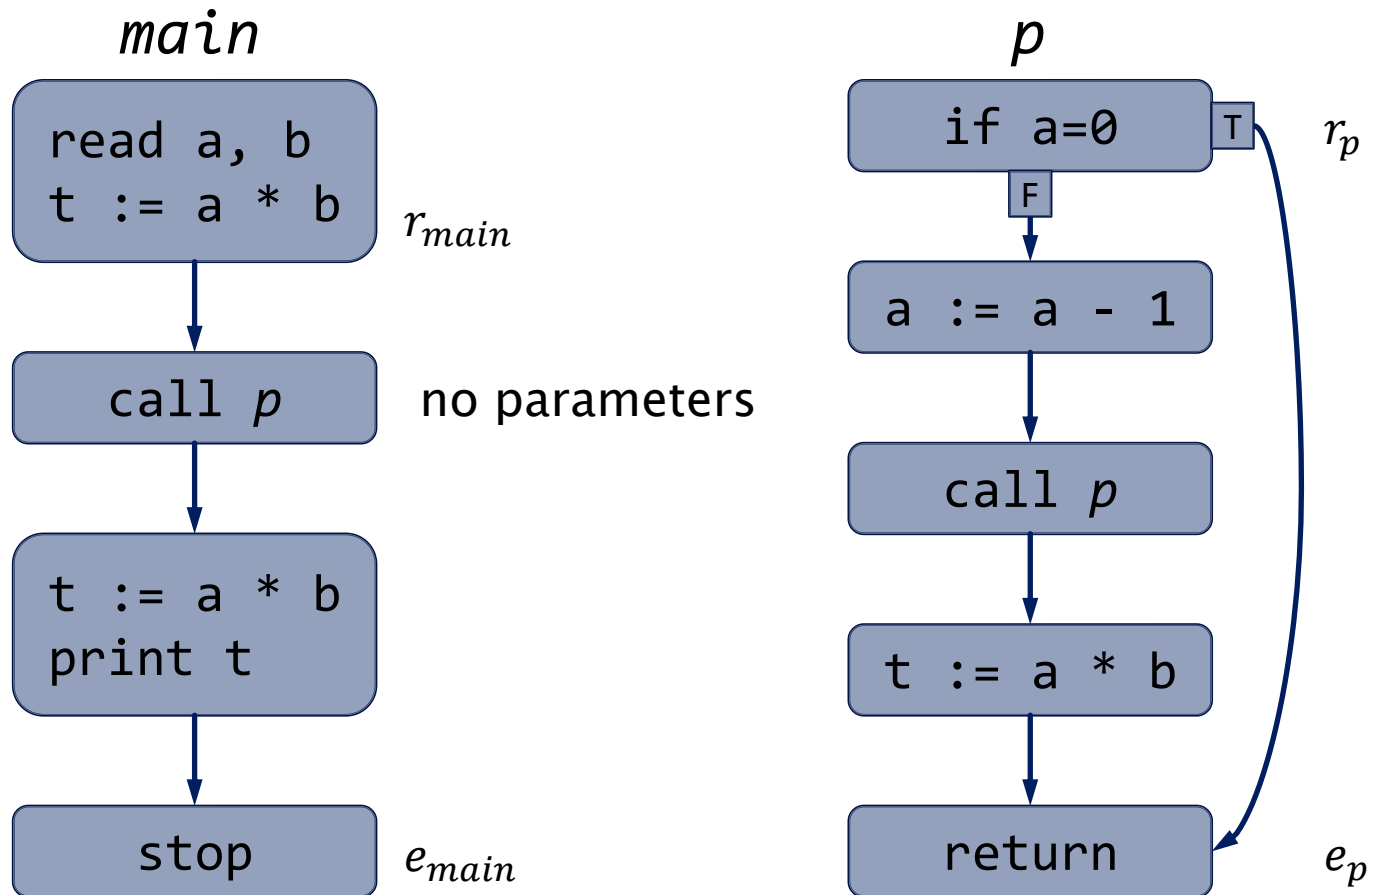 main
read a, b
t := a * b
r_main
call p
no parameters
t := a * b
print t
stop
e_main
p
if a=0
T
r_p
F
a := a - 1
call p
t := a * b
return
e_p